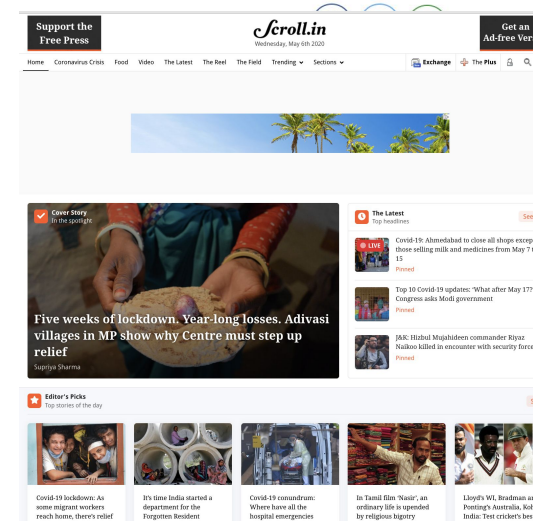 Support the
Free Press
Scroll.in
Wednesday, May 6th 2020
Get an
Ad-free Ver
Home Coronavirus Crisis Food Video The Latest The Reel The Field Trending Sections Exchange The Plus
Cover Story
In the spotlight
Five weeks of lockdown. Year-long losses. Adivasi
villages in MP show why Centre must step up
relief
Supriya Sharma
The Latest
Top headlines
See
LIVE
Covid-19: Ahmedabad to close all shops excep
those selling milk and medicines from May 7 t
15
Pinned
Top 10 Covid-19 updates: ‘What after May 17?
Congress asks Modi government
Pinned
J&K: Hizbul Mujahideen commander Riyaz
Naikoo killed in encounter with security force
Pinned
Editor's Picks
Top stories of the day
Covid-19 lockdown: As
some migrant workers
reach home, there’s relief
It’s time India started a
department for the
Forgotten Resident
Covid-19 conundrum:
Where have all the
hospital emergencies
In Tamil film ‘Nasir’, an
ordinary life is upended
by religious bigotry
Lloyd’s WI, Bradman an
Ponting’s Australia, Koh
India: Test cricket’s bes